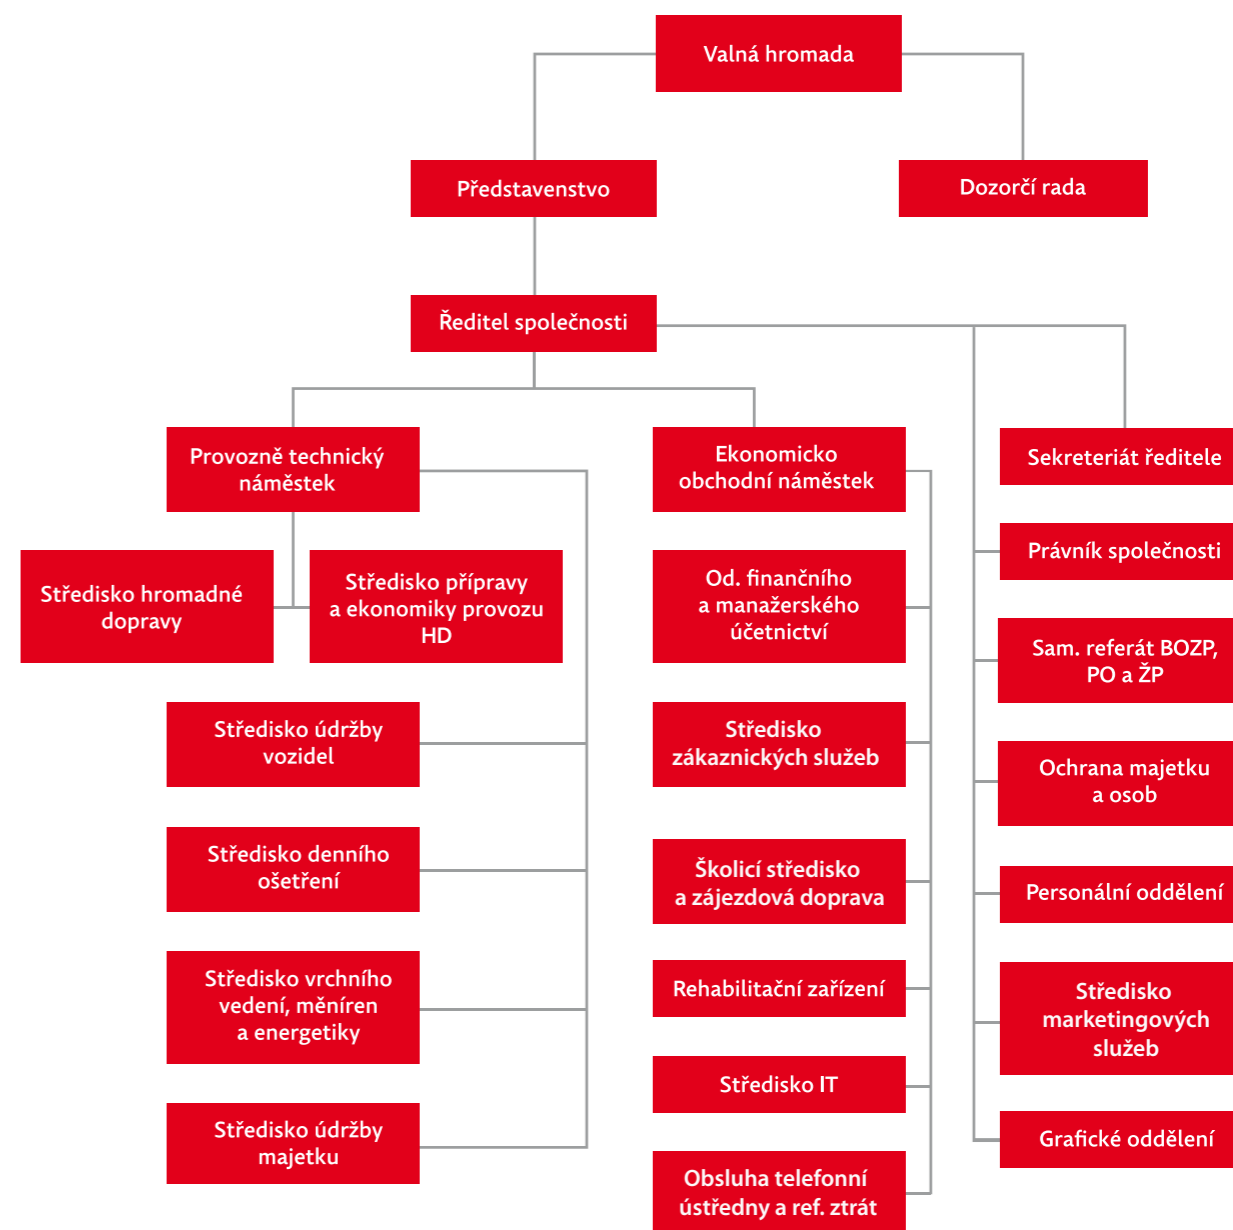 Valná hromada
Představenstvo
Dozorčí rada
Ředitel společnosti
Provozně technický
náměstek
Ekonomicko
obchodní náměstek
Sekreteriát ředitele
Právník společnosti
Středisko hromadné
dopravy
Středisko přípravy
a ekonomiky provozu
HD
Od. finančního
a manažerského
účetnictví
Sam. referát BOZP,
PO a ŽP
Středisko údržby
vozidel
Středisko
zákaznických služeb
Ochrana majetku
a osob
Středisko denního
ošetření
Školicí středisko
a zájezdová doprava
Personální oddělení
Středisko vrchního
vedení, měníren
a energetiky
Rehabilitační zařízení
Středisko
marketingových
služeb
Středisko IT
Středisko údržby
majetku
Grafické oddělení
Obsluha telefonní
ústředny a ref. ztrát